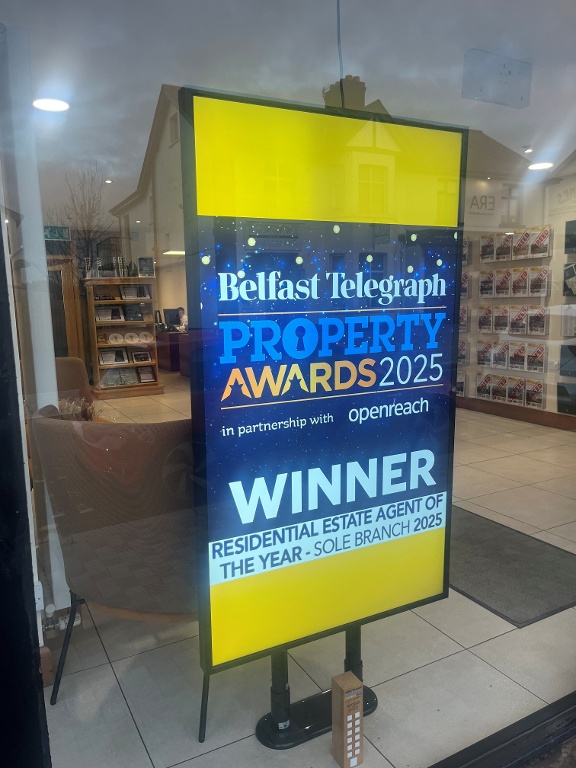 Belfast Telegraph
PROPERTY
AWARDS 2025
in partnership with openreach
WINNER
RESIDENTIAL ESTATE AGENT OF
THE YEAR - SOLE BRANCH 2025